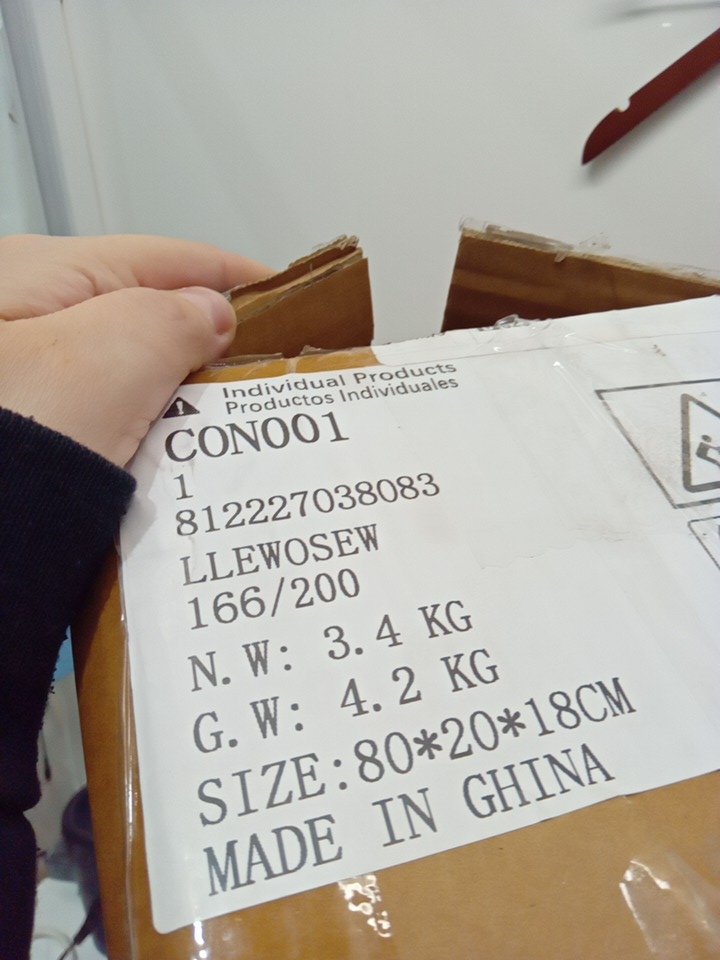 Individual Products
Productos Individuales
CON001
1
812227038083
LLEWOSEW
166/200
N.W: 3.4 KG
G.W: 4.2 KG
SIZE:80*20*18CM
MADE IN GHINA